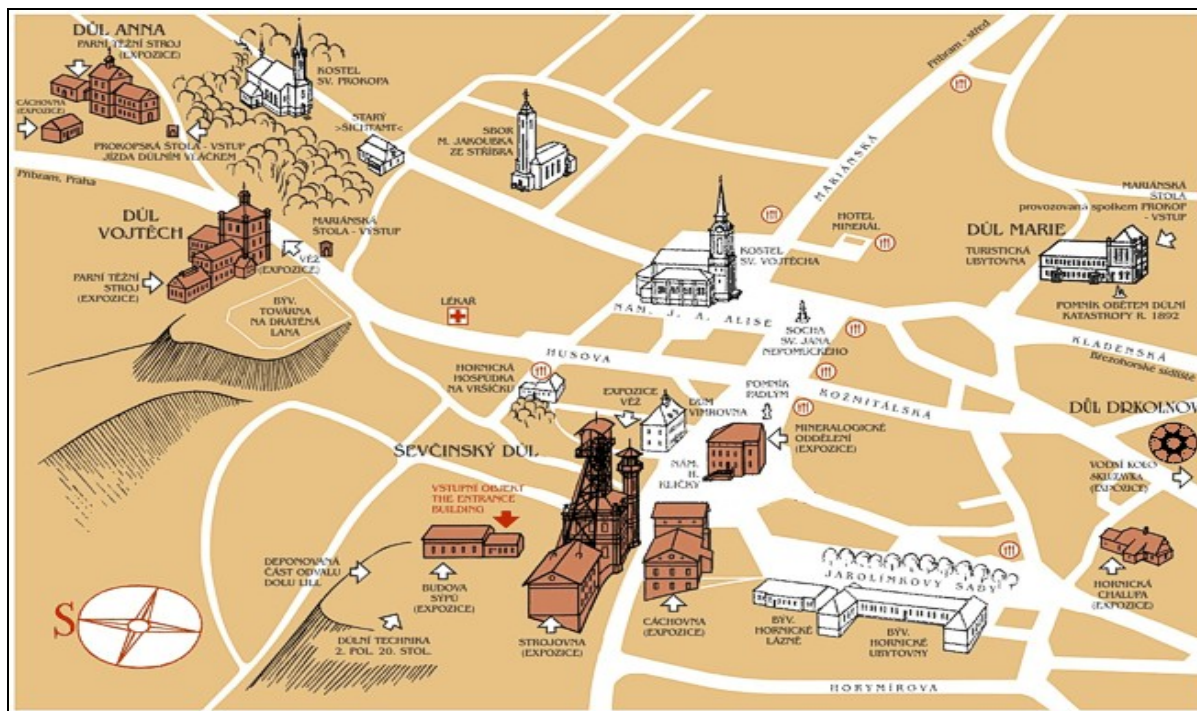 DŮL ANNA
PARNÍ TĚŽNÍ STROJ
(EXPOZICE)
CÁCHOVNA
(EXPOZICE)
PROKOPSKÁ ŠTOLA - VSTUP
JÍZDA DŮLNÍM VLÁČKEM
Příbram, Praha
KOSTEL
SV. PROKOPA
STARÝ
>ŠICHTAMT<
SBOR
M. JAKOUBKA
ZE STŘÍBRA
Příbram - střed
MARIÁNSKÁ
DŮL
VOJTĚCH
MARIÁNSKÁ
ŠTOLA - VÝSTUP
VĚŽ
(EXPOZICE)
PARNÍ TĚŽNÍ
STROJ
(EXPOZICE)
BÝV.
TOVÁRNA
NA DRÁTĚNÁ
LANA
LÉKAŘ
KOSTEL
SV. VOJTĚCHA
HOTEL
MINERÁL
MARIÁNSKÁ
ŠTOLA
provozovaná spolkem PROKOP
- VSTUP
DŮL MARIE
TURISTICKÁ
UBYTOVNA
POMNÍK OBĚTEM DŮLNÍ
KATASTROFY R. 1892
NÁM. J. A. ALISE
SOCHA
SV. JANA
NEPOMUCKÉHO
KLADENSKÁ
Březohorské sídliště
HUSOVA
HORNICKÁ
HOSPŮDKA
NA VRŠÍČKU
EXPOZICE
VĚŽ
DŮM
VIMROVNA
POMNÍK
PADLÝM
ROŽMITÁLSKÁ
MINERALOGICKÉ
ODDĚLENÍ
(EXPOZICE)
DŮL DRKOLNOV
VODNÍ KOLO
SKLUZAVKA
(EXPOZICE)
ŠEVČINSKÝ DŮL
NÁM.
H.
KLIČKY
VSTUPNÍ OBJEKT
THE ENTRANCE
BUILDING
DEPONOVANÁ
ČÁST ODVALU
DOLU LILL
BUDOVA
SÝPŮ
(EXPOZICE)
DŮLNÍ TECHNIKA
2. POL. 20. STOL.
STROJOVNA
(EXPOZICE)
CÁCHOVNA
(EXPOZICE)
JAROLÍMKOVY SADY
BÝV.
HORNICKÉ
LÁZNĚ
BÝV.
HORNICKÉ
UBYTOVNY
HORNICKÁ
CHALUPA
(EXPOZICE)
HORYMÍROVA
S